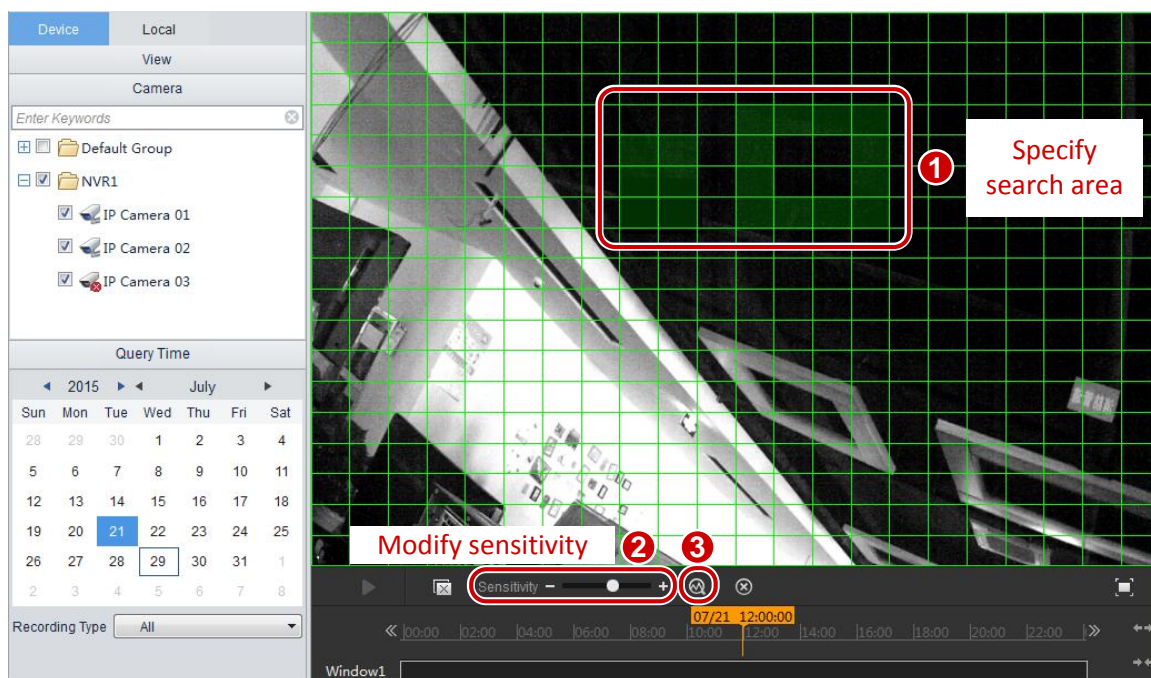 Device Local
View
Camera
Enter Keywords
Default Group
NVR1
IP Camera 01
IP Camera 02
IP Camera 03
Query Time
2015 July
Sun Mon Tue Wed Thu Fri Sat
28 29 30 1 2 3 4
5 6 7 8 9 10 11
12 13 14 15 16 17 18
19 20 21 22 23 24 25
26 27 28 29 30 31 1
2 3 4 5 6 7 8
Recording Type All
1
Specify
search area
Modify sensitivity 2 3
Sensitivity
07/21 12:00:00
00:00 02:00 04:00 06:00 08:00 10:00 12:00 14:00 16:00 18:00 20:00 22:00
Window1